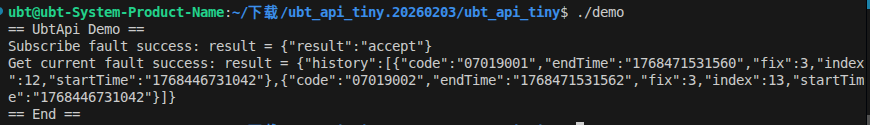 ubt@ubt-System-Product-Name:~/下载/ubt_api_tiny.20260203/ubt_api_tiny$ ./demo
== UbtApi Demo ==
Subscribe fault success: result = {"result":"accept"}
Get current fault success: result = {"history":[{"code":"07019001","endTime":"1768471531560","fix":3,"index
":12,"startTime":"1768446731042"},{"code":"07019002","endTime":"1768471531562","fix":3,"index":13,"startTim
e":"1768446731042"}]}
== End ==